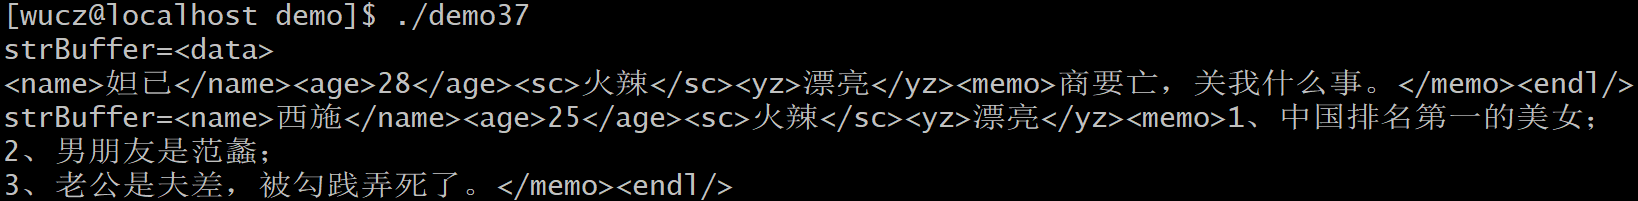 [wucz@localhost demo]$ ./demo37
strBuffer=<data>
<name>妲己</name><age>28</age><sc>火辣</sc><yz>漂亮</yz><memo>商要亡，关我什么事。</memo><endl/>
strBuffer=<name>西施</name><age>25</age><sc>火辣</sc><yz>漂亮</yz><memo>1、中国排名第一的美女；
2、男朋友是范蠡；
3、老公是夫差，被勾践弄死了。</memo><endl/>